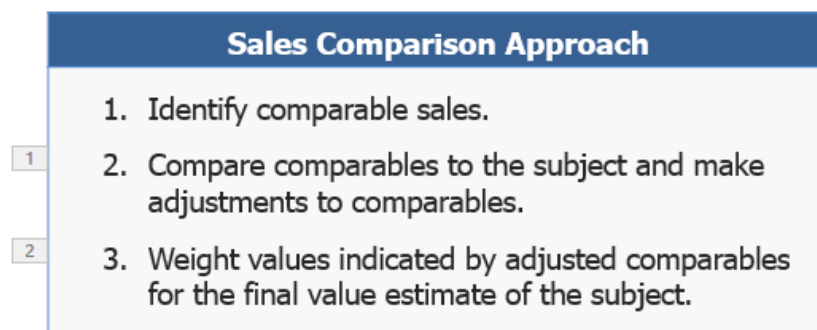 Sales Comparison Approach
1. Identify comparable sales.
1
2. Compare comparables to the subject and make
adjustments to comparables.
2
3. Weight values indicated by adjusted comparables
for the final value estimate of the subject.